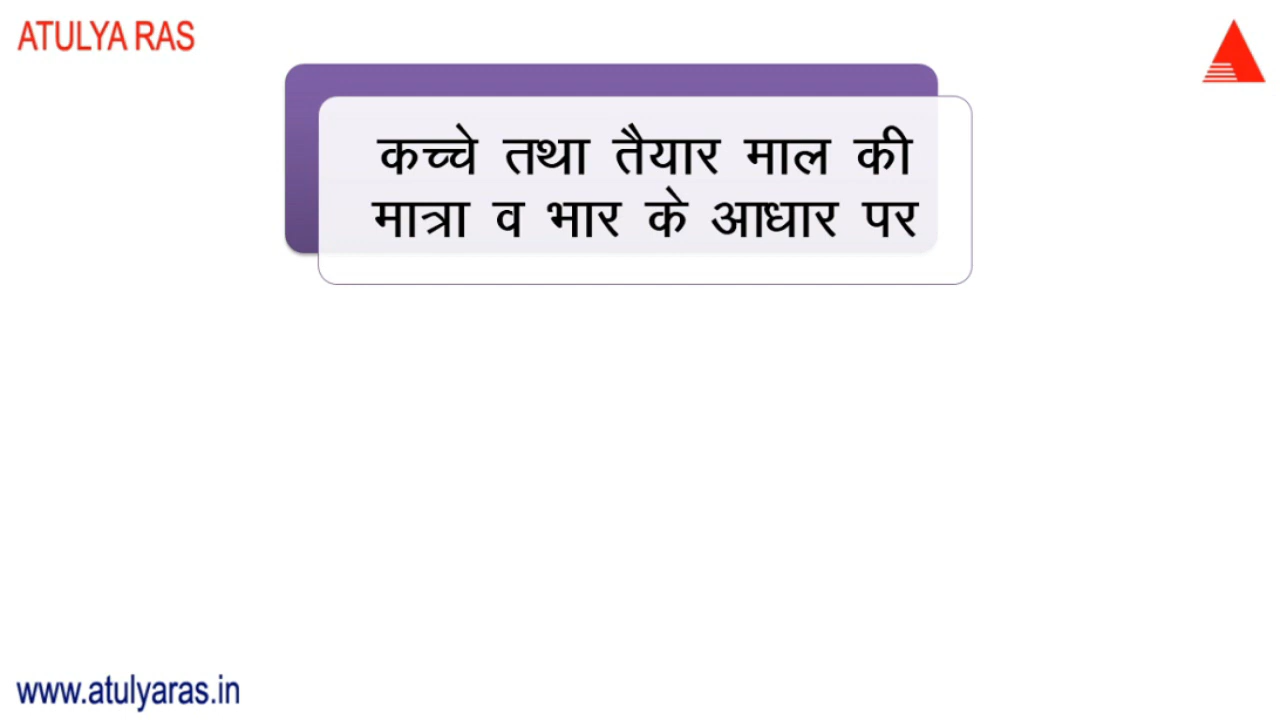 ATULYA RAS
कच्चे तथा तैयार माल की
मात्रा व भार के आधार पर
www.atulyaras.in